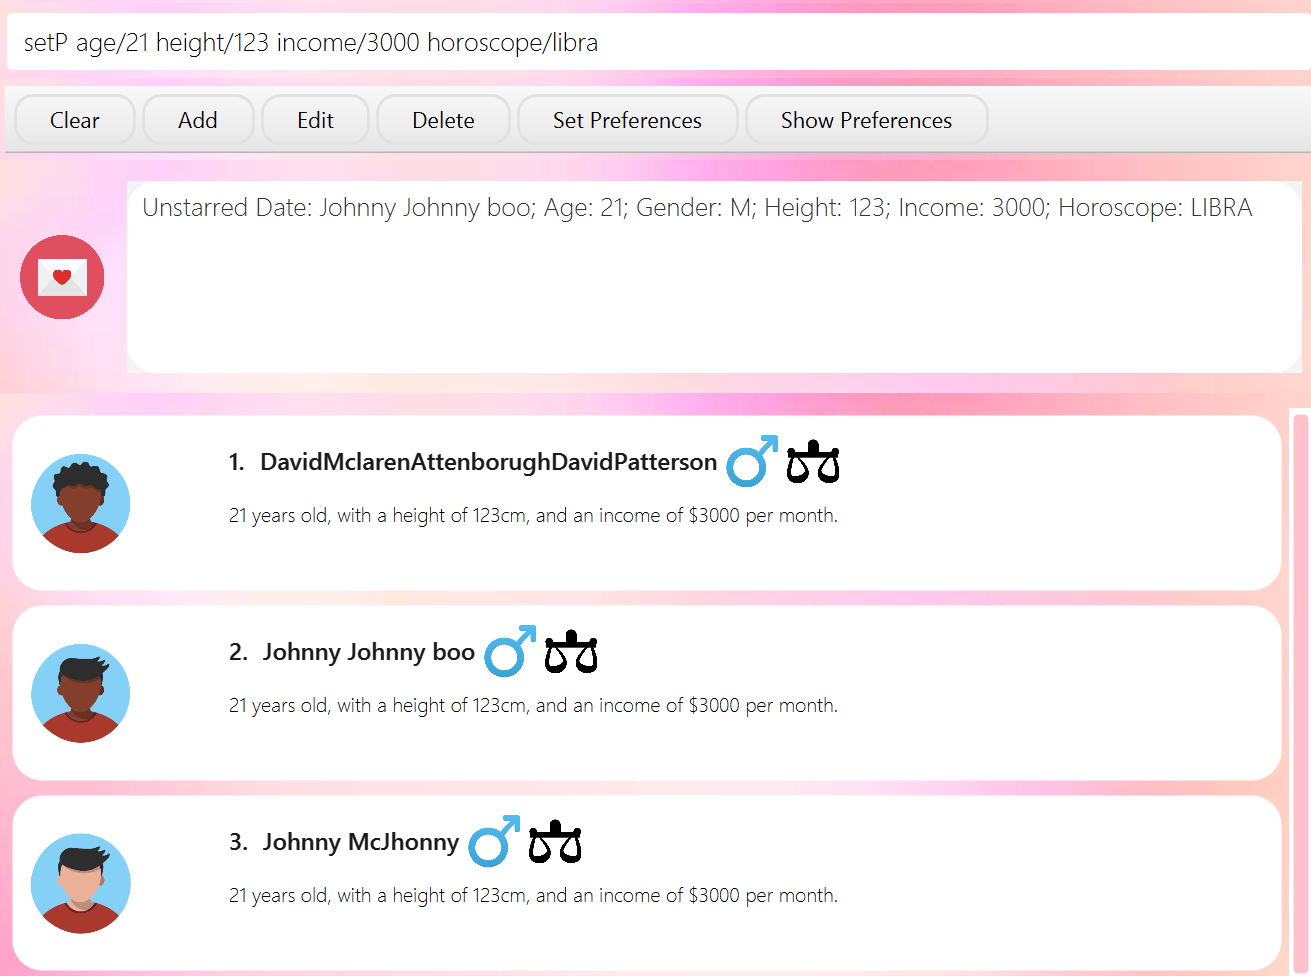 setP age/21 height/123 income/3000 horoscope/libra
Clear Add Edit Delete Set Preferences Show Preferences
Unstarred Date: Johnny Johnny boo; Age: 21; Gender: M; Height: 123; Income: 3000; Horoscope: LIBRA
1. DavidMclarenAttenborughDavidPatterson
21 years old, with a height of 123cm, and an income of $3000 per month.
2. Johnny Johnny boo
21 years old, with a height of 123cm, and an income of $3000 per month.
3. Johnny McJhonny
21 years old, with a height of 123cm, and an income of $3000 per month.